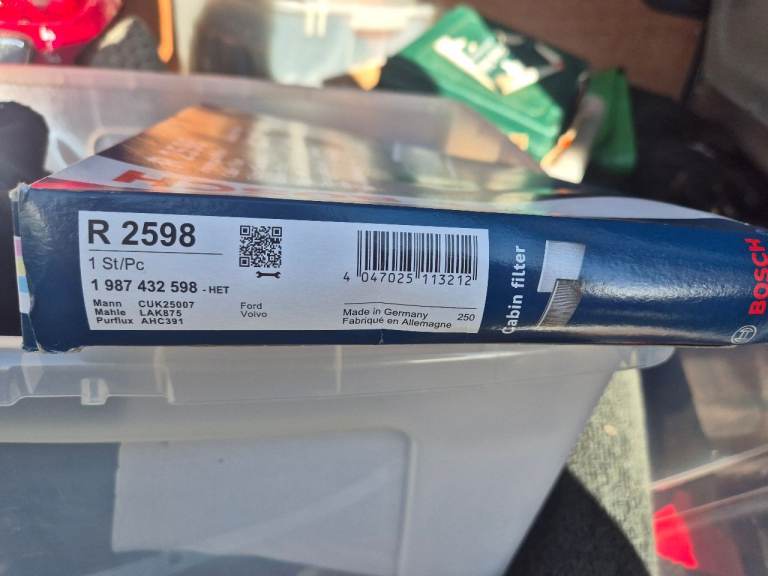 R 2598
1 St/Pc
1 987 432 598 - HET
Mann CUK25007
Mahle LAK875
Purflux AHC391
Ford
Volvo
4 047025 113212
Made in Germany 250
Fabriqué en Allemagne
Cabin filter
BOSCH